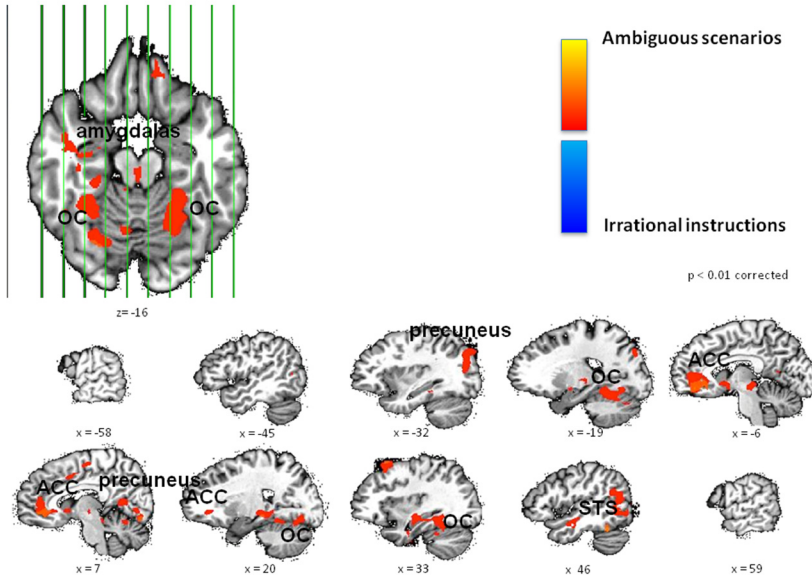 Ambiguous scenarios
amygdalas
OC
OC
Irrational instructions
p < 0.01 corrected
z= -16
precuneus
ACC
OC
x = -58
x = -45
x = -32
x = -19
x = -6
ACC
precuneus
ACC
OC
OC
STS
x = 7
x = 20
x = 33
x 46
x = 59